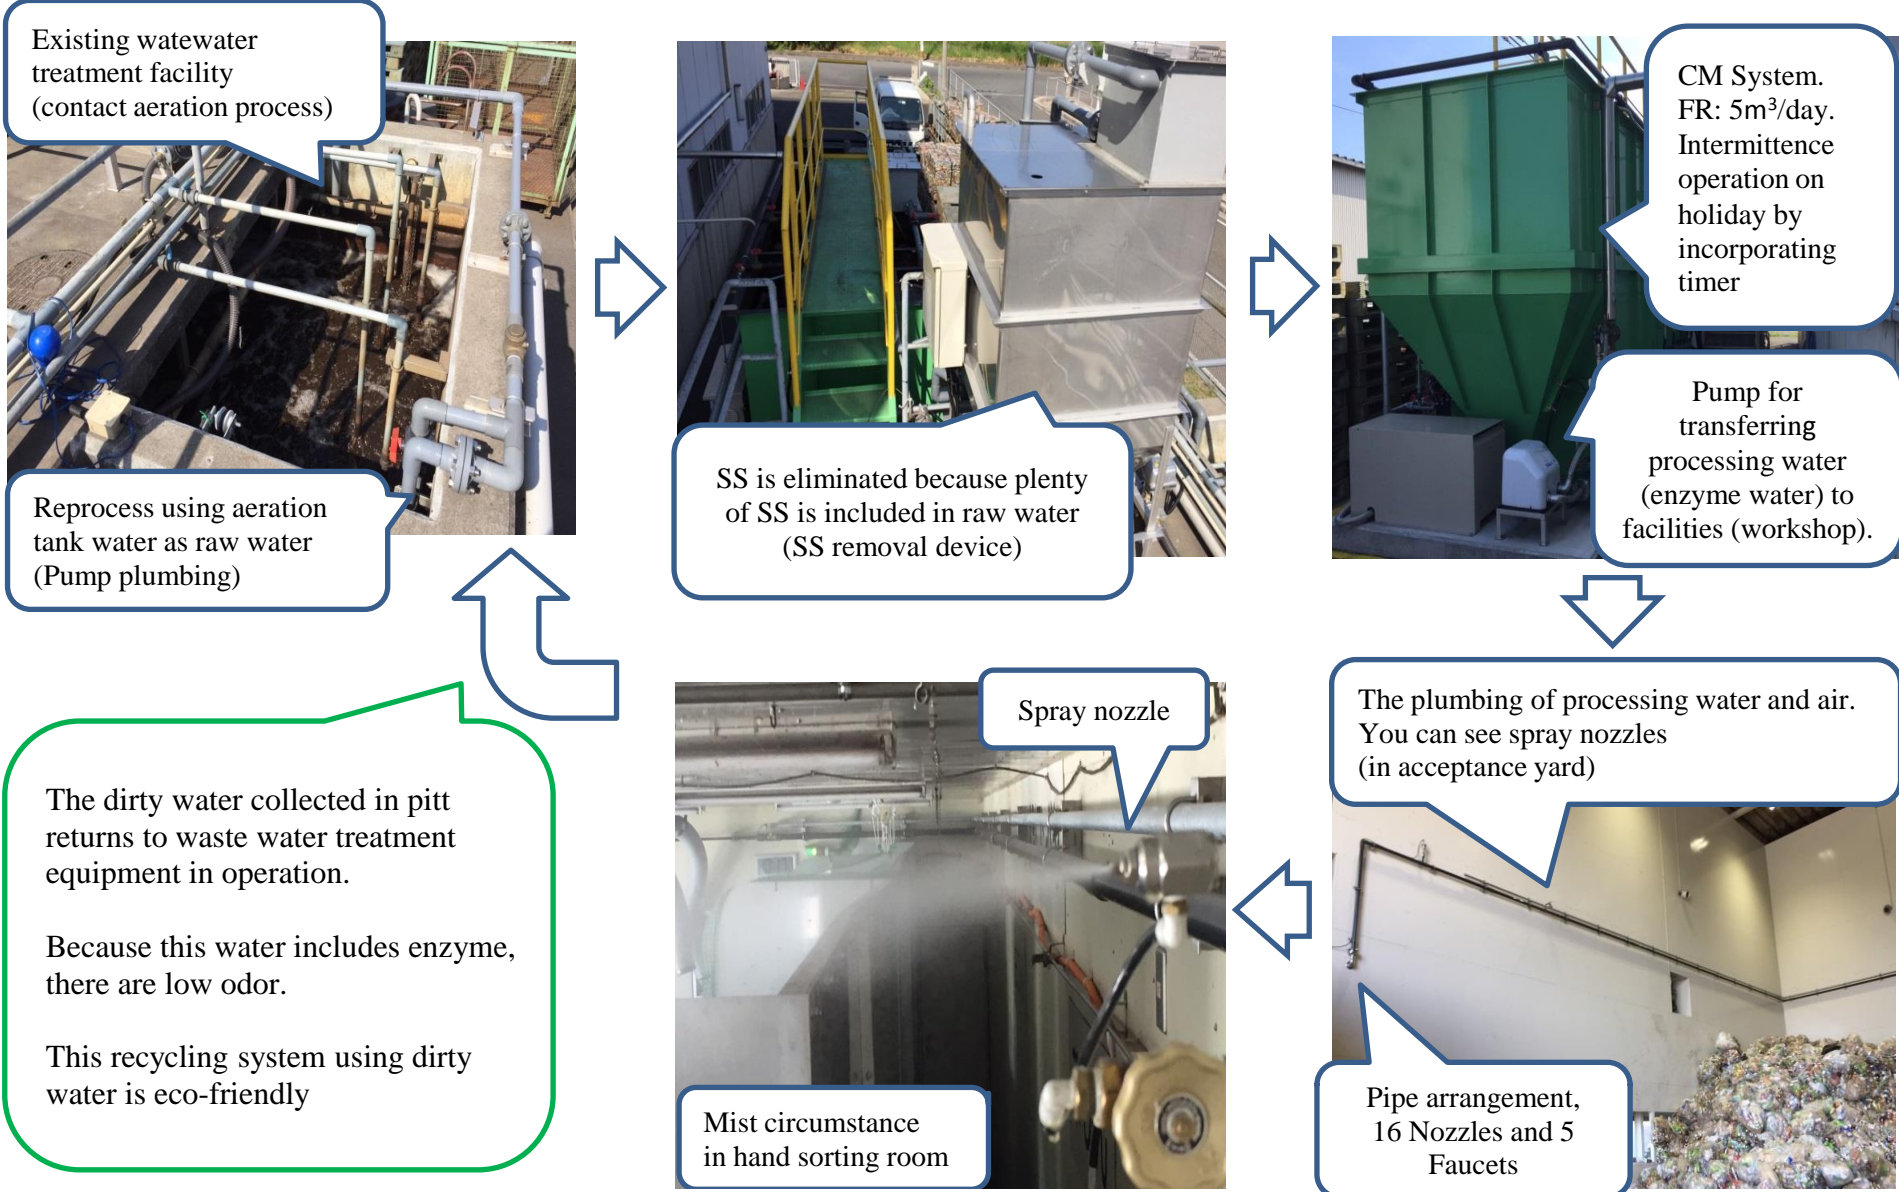 Existing watewater
treatment facility
(contact aeration process)
Reprocess using aeration
tank water as raw water
(Pump plumbing)
SS is eliminated because plenty
of SS is included in raw water
(SS removal device)
CM System.
FR: 5m³/day.
Intermittence
operation on
holiday by
incorporating
timer
Pump for
transferring
processing water
(enzyme water) to
facilities (workshop).
The plumbing of processing water and air.
You can see spray nozzles
(in acceptance yard)
Pipe arrangement,
16 Nozzles and 5
Faucets
Spray nozzle
Mist circumstance
in hand sorting room
The dirty water collected in pitt
returns to waste water treatment
equipment in operation.
Because this water includes enzyme,
there are low odor.
This recycling system using dirty
water is eco-friendly